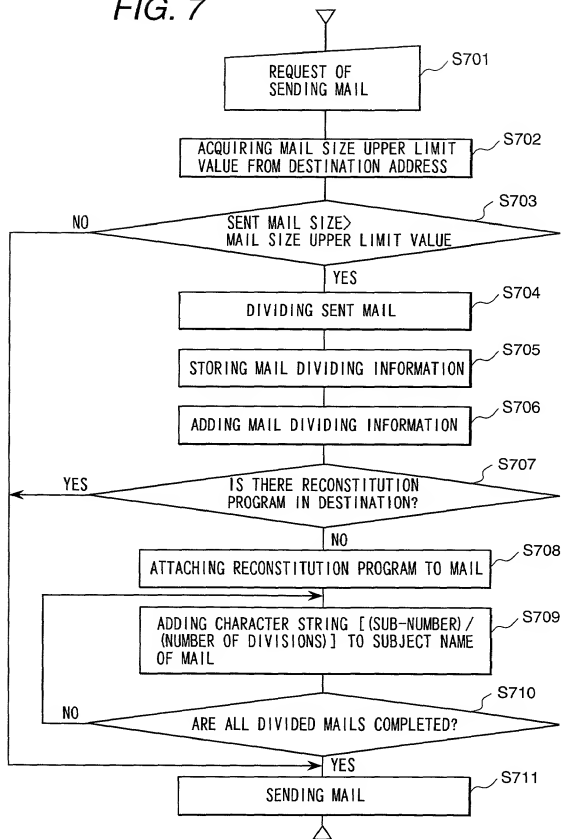 FIG. 7
S701
REQUEST OF
SENDING MAIL
S702
ACQUIRING MAIL SIZE UPPER LIMIT
VALUE FROM DESTINATION ADDRESS
S703
NO
SENT MAIL SIZE>
MAIL SIZE UPPER LIMIT VALUE
YES
S704
DIVIDING SENT MAIL
S705
STORING MAIL DIVIDING INFORMATION
S706
ADDING MAIL DIVIDING INFORMATION
S707
YES
IS THERE RECONSTITUTION
PROGRAM IN DESTINATION?
NO
S708
ATTACHING RECONSTITUTION PROGRAM TO MAIL
S709
ADDING CHARACTER STRING [(SUB-NUMBER)/
(NUMBER OF DIVISIONS)] TO SUBJECT NAME
OF MAIL
S710
NO
ARE ALL DIVIDED MAILS COMPLETED?
YES
S711
SENDING MAIL